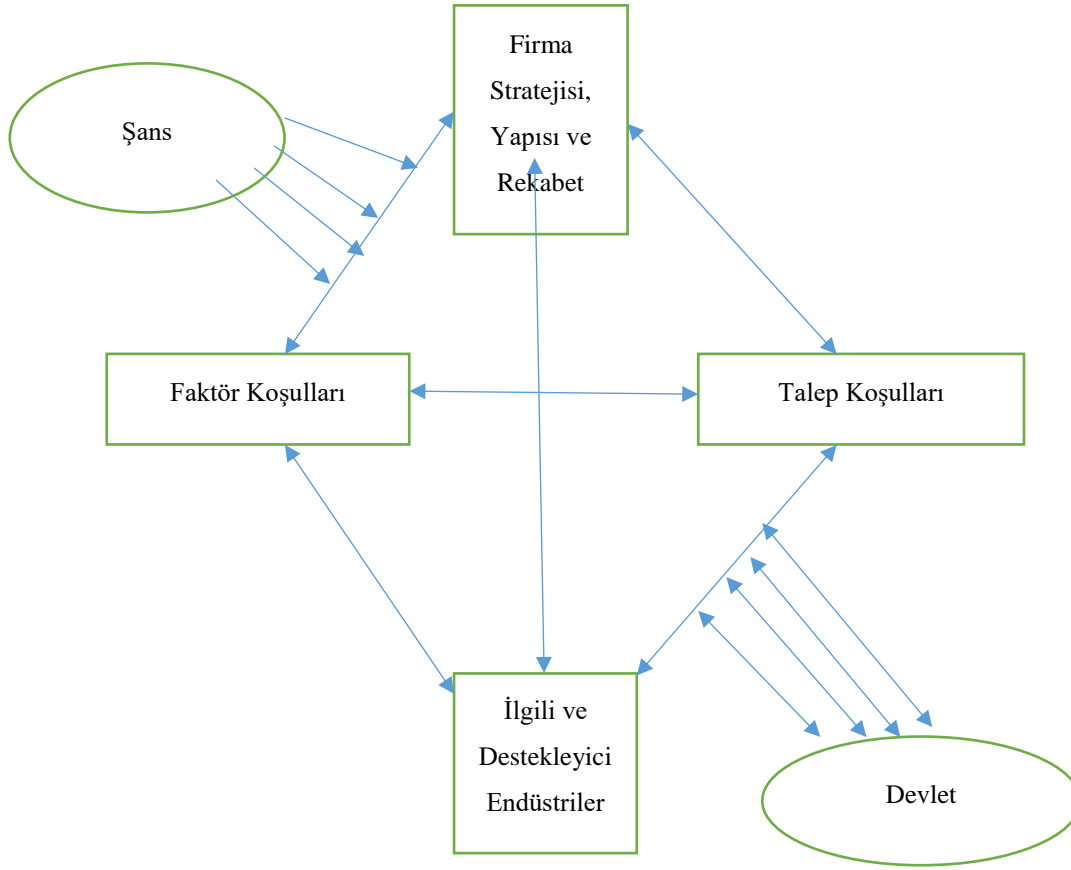 Firma
Stratejisi,
Yapısı ve
Rekabet
Şans
Faktör Koşulları
Talep Koşulları
İlgili ve
Destekleyici
Endüstriler
Devlet